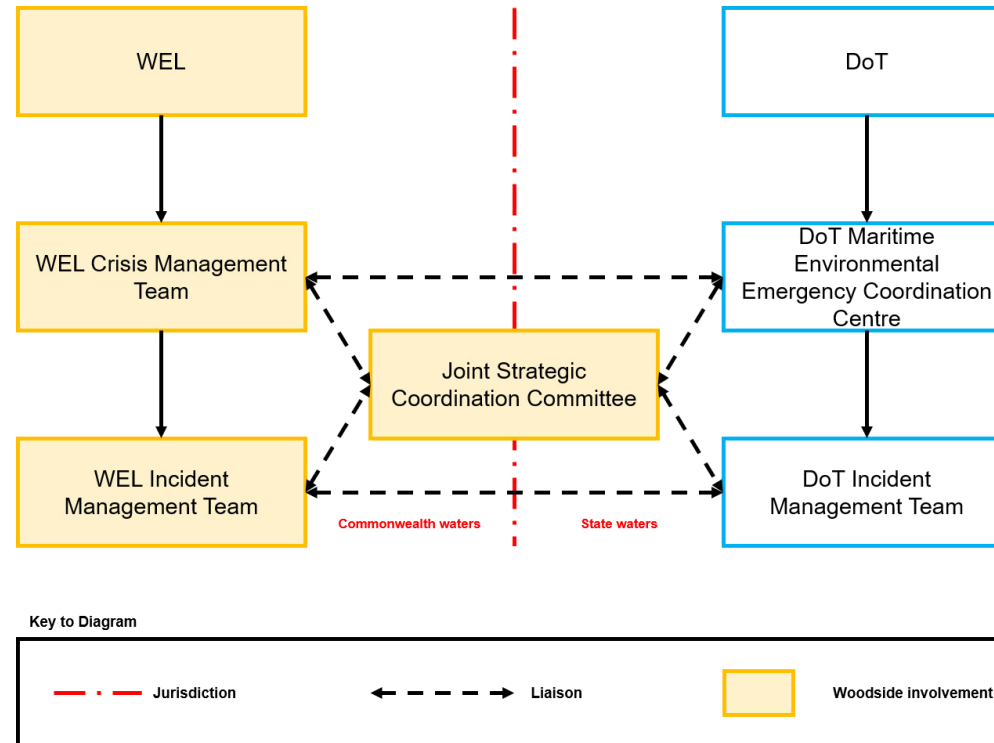 WEL
DoT
WEL Crisis Management
Team
DoT Maritime
Environmental
Emergency Coordination
Centre
Joint Strategic
Coordination Committee
WEL Incident
Management Team
DoT Incident
Management Team
Commonwealth waters
State waters
Key to Diagram
Jurisdiction
Liaison
Woodside involvement